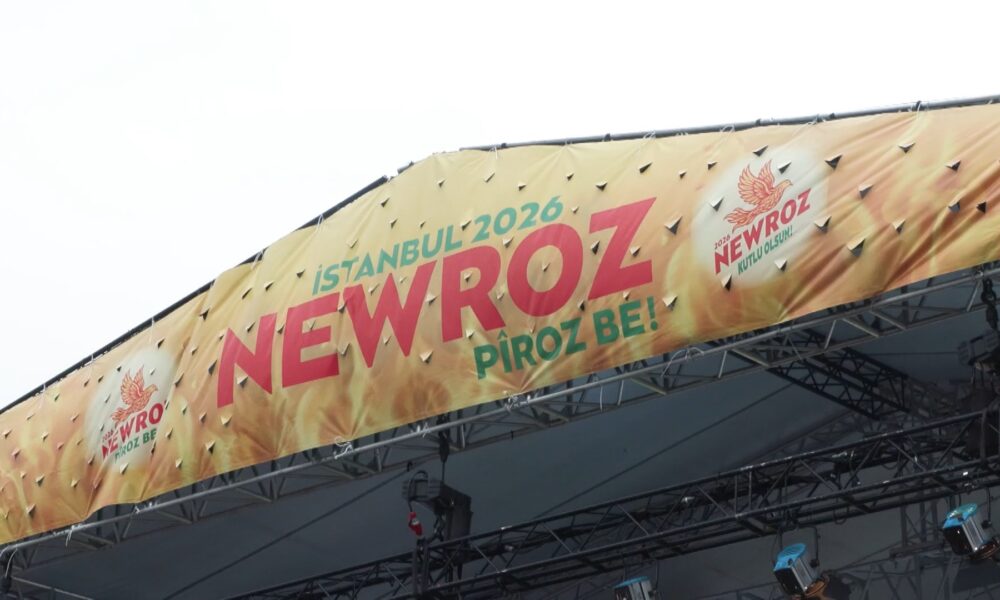 İSTANBUL 2026
NEWROZ
PÎROZ BE!
2026
NEWROZ
KUTLU OLSUN!
2026
NEWROZ
PÎROZ BE